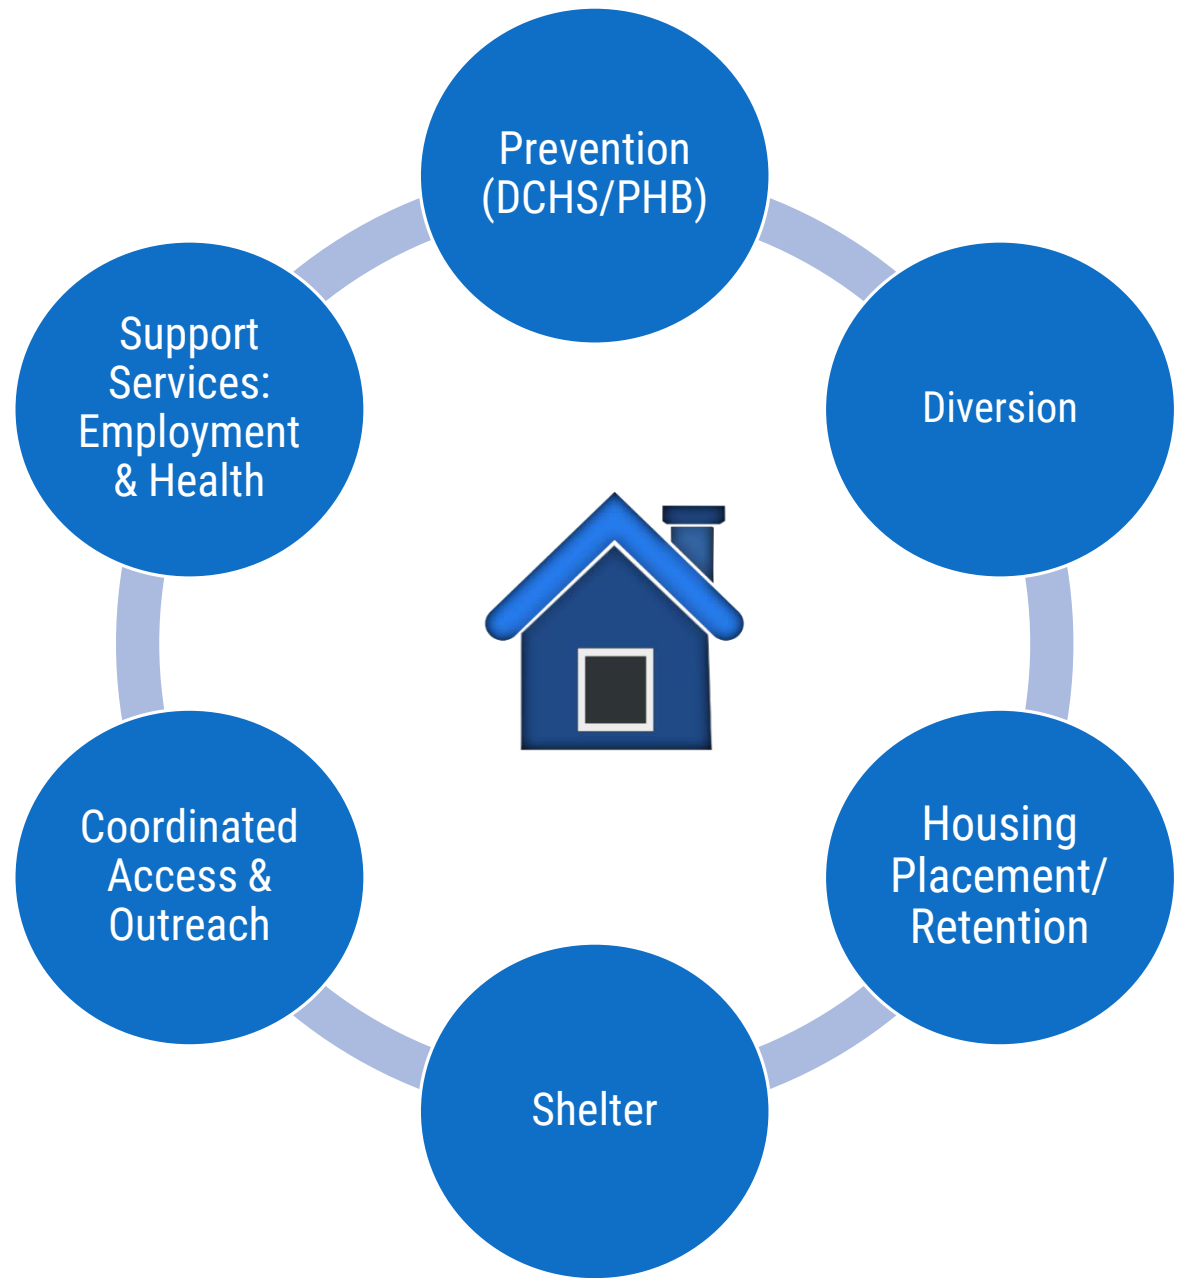 Prevention
(DCHS/PHB)
Diversion
Housing
Placement/
Retention
Shelter
Coordinated
Access &
Outreach
Support
Services:
Employment
& Health